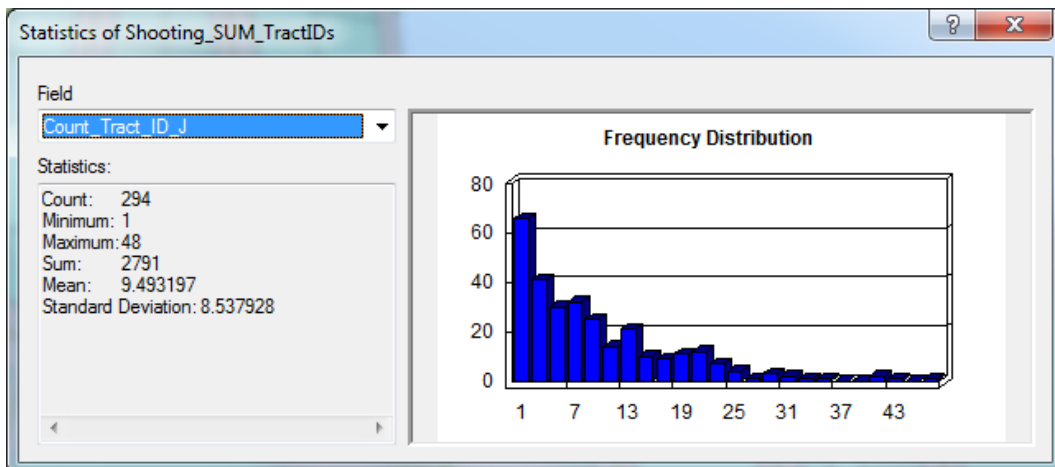 Statistics of Shooting_SUM_TractIDs
Field
Count_Tract_ID_J
Statistics:
Count: 294
Minimum: 1
Maximum: 48
Sum: 2791
Mean: 9.493197
Standard Deviation: 8.537928
Frequency Distribution
80
60
40
20
0
1 7 13 19 25 31 37 43